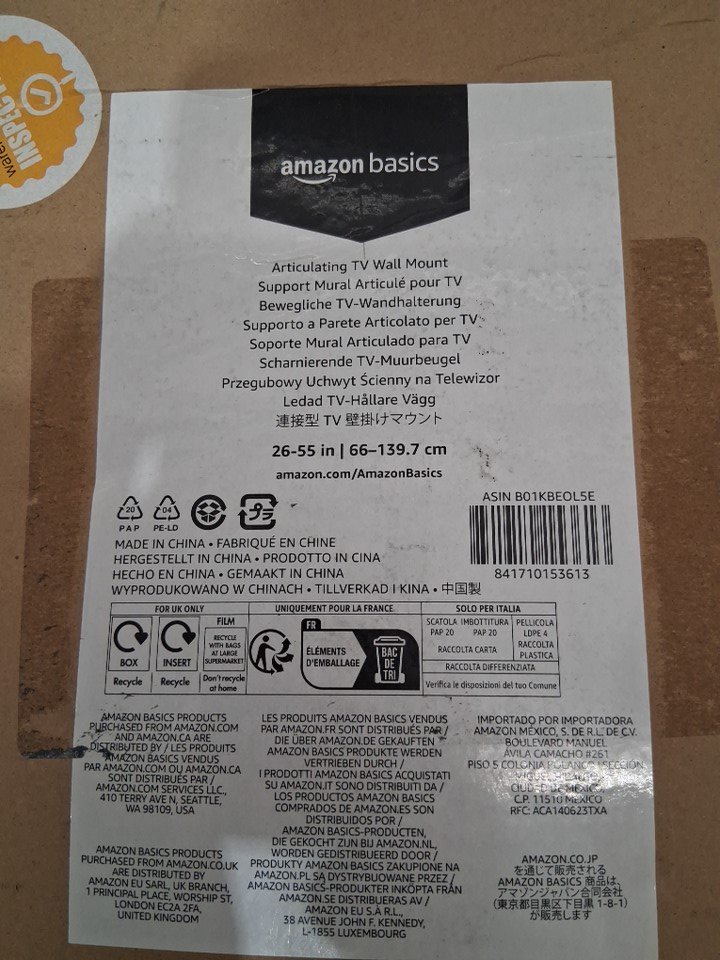 INSPECT
amazon basics
Articulating TV Wall Mount
Support Mural Articulé pour TV
Bewegliche TV-Wandhalterung
Supporto a Parete Articolato per TV
Soporte Mural Articulado para TV
Scharnierende TV-Muurbeugel
Przegubowy Uchwyt Ścienny na Telewizor
Ledad TV-Hållare Vägg
連接型 TV 壁掛けマウント
26-55 in | 66–139.7 cm
amazon.com/AmazonBasics
ASIN B01KBEOL5E
841710153613
20
PAP
04
PE-LD
プラ
MADE IN CHINA • FABRIQUÉ EN CHINE
HERGESTELLT IN CHINA • PRODOTTO IN CINA
HECHO EN CHINA • GEMAAKT IN CHINA
WYPRODUKOWANO W CHINACH • TILLVERKAD I KINA • 中国製
FOR UK ONLY
BOX
Recycle
INSERT
Recycle
FILM
RECYCLE
WITH BAGS
AT LARGE
SUPERMARKET
Don't recycle
at home
UNIQUEMENT POUR LA FRANCE
FR
ÉLÉMENTS
D'EMBALLAGE
BAC
DE
TRI
SOLO PER ITALIA
SCATOLA IMBOTTITURA
PAP 20 PAP 20
RACCOLTA CARTA
PELLICOLA
LDPE 4
RACCOLTA
PLASTICA
RACCOLTA DIFFERENZIATA
Verifica le disposizioni del tuo Comune
AMAZON BASICS PRODUCTS
PURCHASED FROM AMAZON.COM
AND AMAZON.CA ARE
DISTRIBUTED BY / LES PRODUITS
AMAZON BASICS VENDUS
PAR AMAZON.COM OU AMAZON.CA
SONT DISTRIBUÉS PAR /
AMAZON.COM SERVICES LLC.,
410 TERRY AVE N, SEATTLE,
WA 98109, USA
AMAZON BASICS PRODUCTS
PURCHASED FROM AMAZON.CO.UK
ARE DISTRIBUTED BY
AMAZON EU SARL, UK BRANCH,
1 PRINCIPAL PLACE, WORSHIP ST,
LONDON EC2A 2FA,
UNITED KINGDOM
LES PRODUITS AMAZON BASICS VENDUS
PAR AMAZON.FR SONT DISTRIBUÉS PAR /
DIE ÜBER AMAZON.DE GEKAUFTEN
AMAZON BASICS PRODUKTE WERDEN
VERTRIEBEN DURCH /
I PRODOTTI AMAZON BASICS ACQUISTATI
SU AMAZON.IT SONO DISTRIBUITI DA /
LOS PRODUCTOS AMAZON BASICS
COMPRADOS DE AMAZON.ES SON
DISTRIBUIDOS POR /
AMAZON BASICS-PRODUCTEN,
DIE GEKOCHT ZIJN BIJ AMAZON.NL,
WORDEN GEDISTRIBUEERD DOOR /
PRODUKTY AMAZON BASICS ZAKUPIONE NA
AMAZON.PL SĄ DYSTRYBUOWANE PRZEZ /
AMAZON BASICS-PRODUKTER INKÖPTA FRÅN
AMAZON.SE DISTRIBUERAS AV /
AMAZON EU S.À R.L.,
38 AVENUE JOHN F. KENNEDY,
L-1855 LUXEMBOURG
IMPORTADO POR IMPORTADORA
AMAZON MÉXICO, S. DE R.L. DE C.V.
BOULEVARD MANUEL
ÁVILA CAMACHO #261
PISO 5 COLONIA POLANCO SECCIÓN
CIUDAD DE MÉXICO
C.P. 11510 MÉXICO
RFC: ACA140623TXA
AMAZON.CO.JP
を通じて販売される
AMAZON BASICS 商品は、
アマゾンジャパン合同会社
（東京都目黒区下目黒 1-8-1）
が販売します